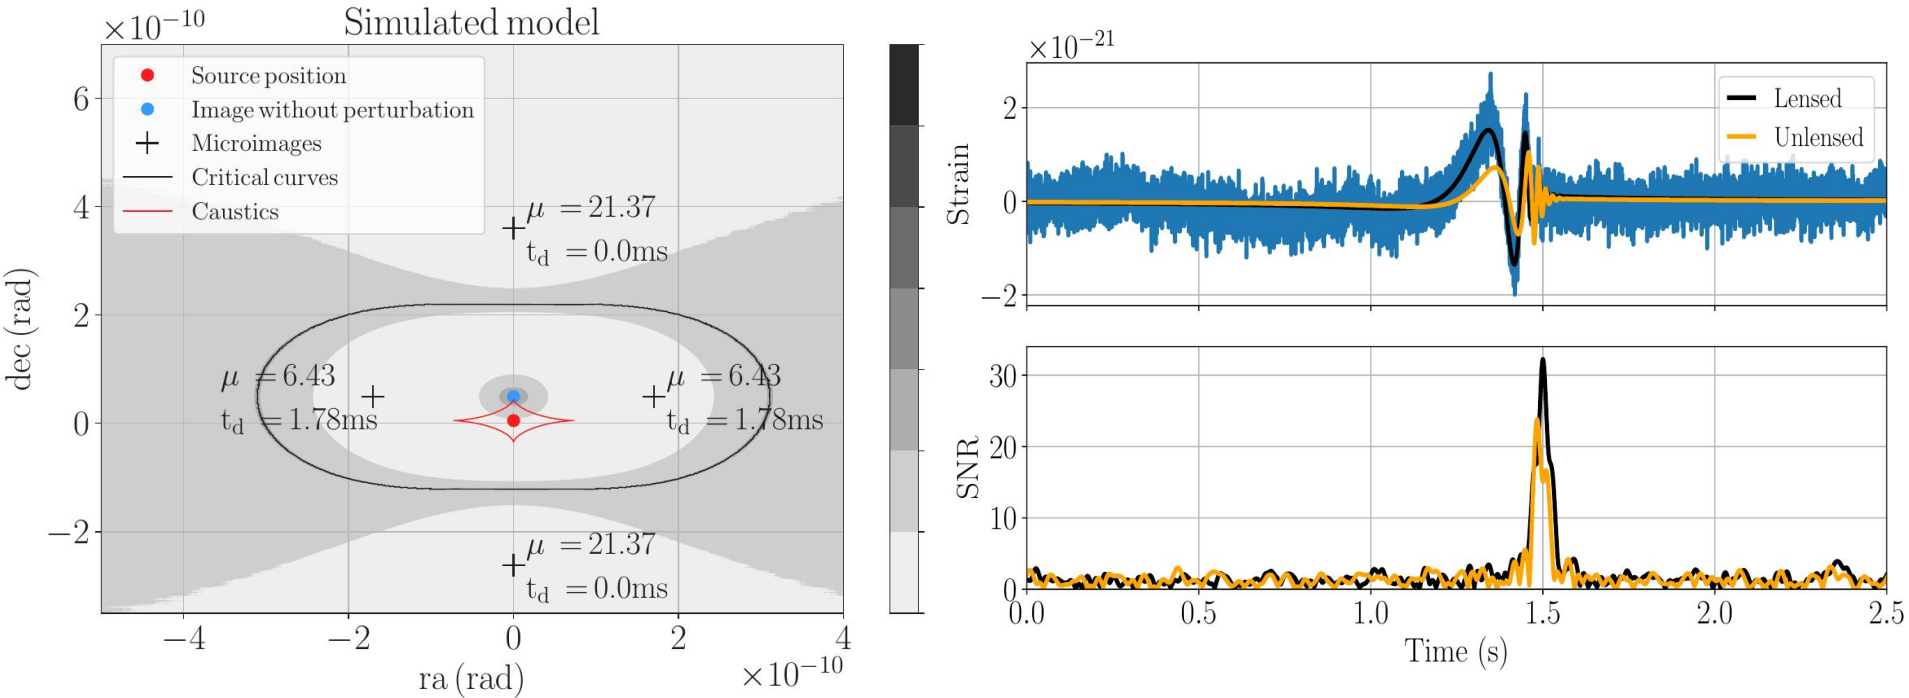 ×10⁻¹⁰
Simulated model
Source position
Image without perturbation
Microimages
Critical curves
Caustics
6
4
2
0
−2
dec (rad)
μ = 21.37
t_d = 0.0ms
μ = 6.43
t_d = 1.78ms
μ = 6.43
t_d = 1.78ms
μ = 21.37
t_d = 0.0ms
−4
−2
0
2
4
ra (rad)
×10⁻¹⁰
×10⁻²¹
Strain
2
0
−2
Lensed
Unlensed
SNR
30
20
10
0
0.0
0.5
1.0
1.5
2.0
2.5
Time (s)